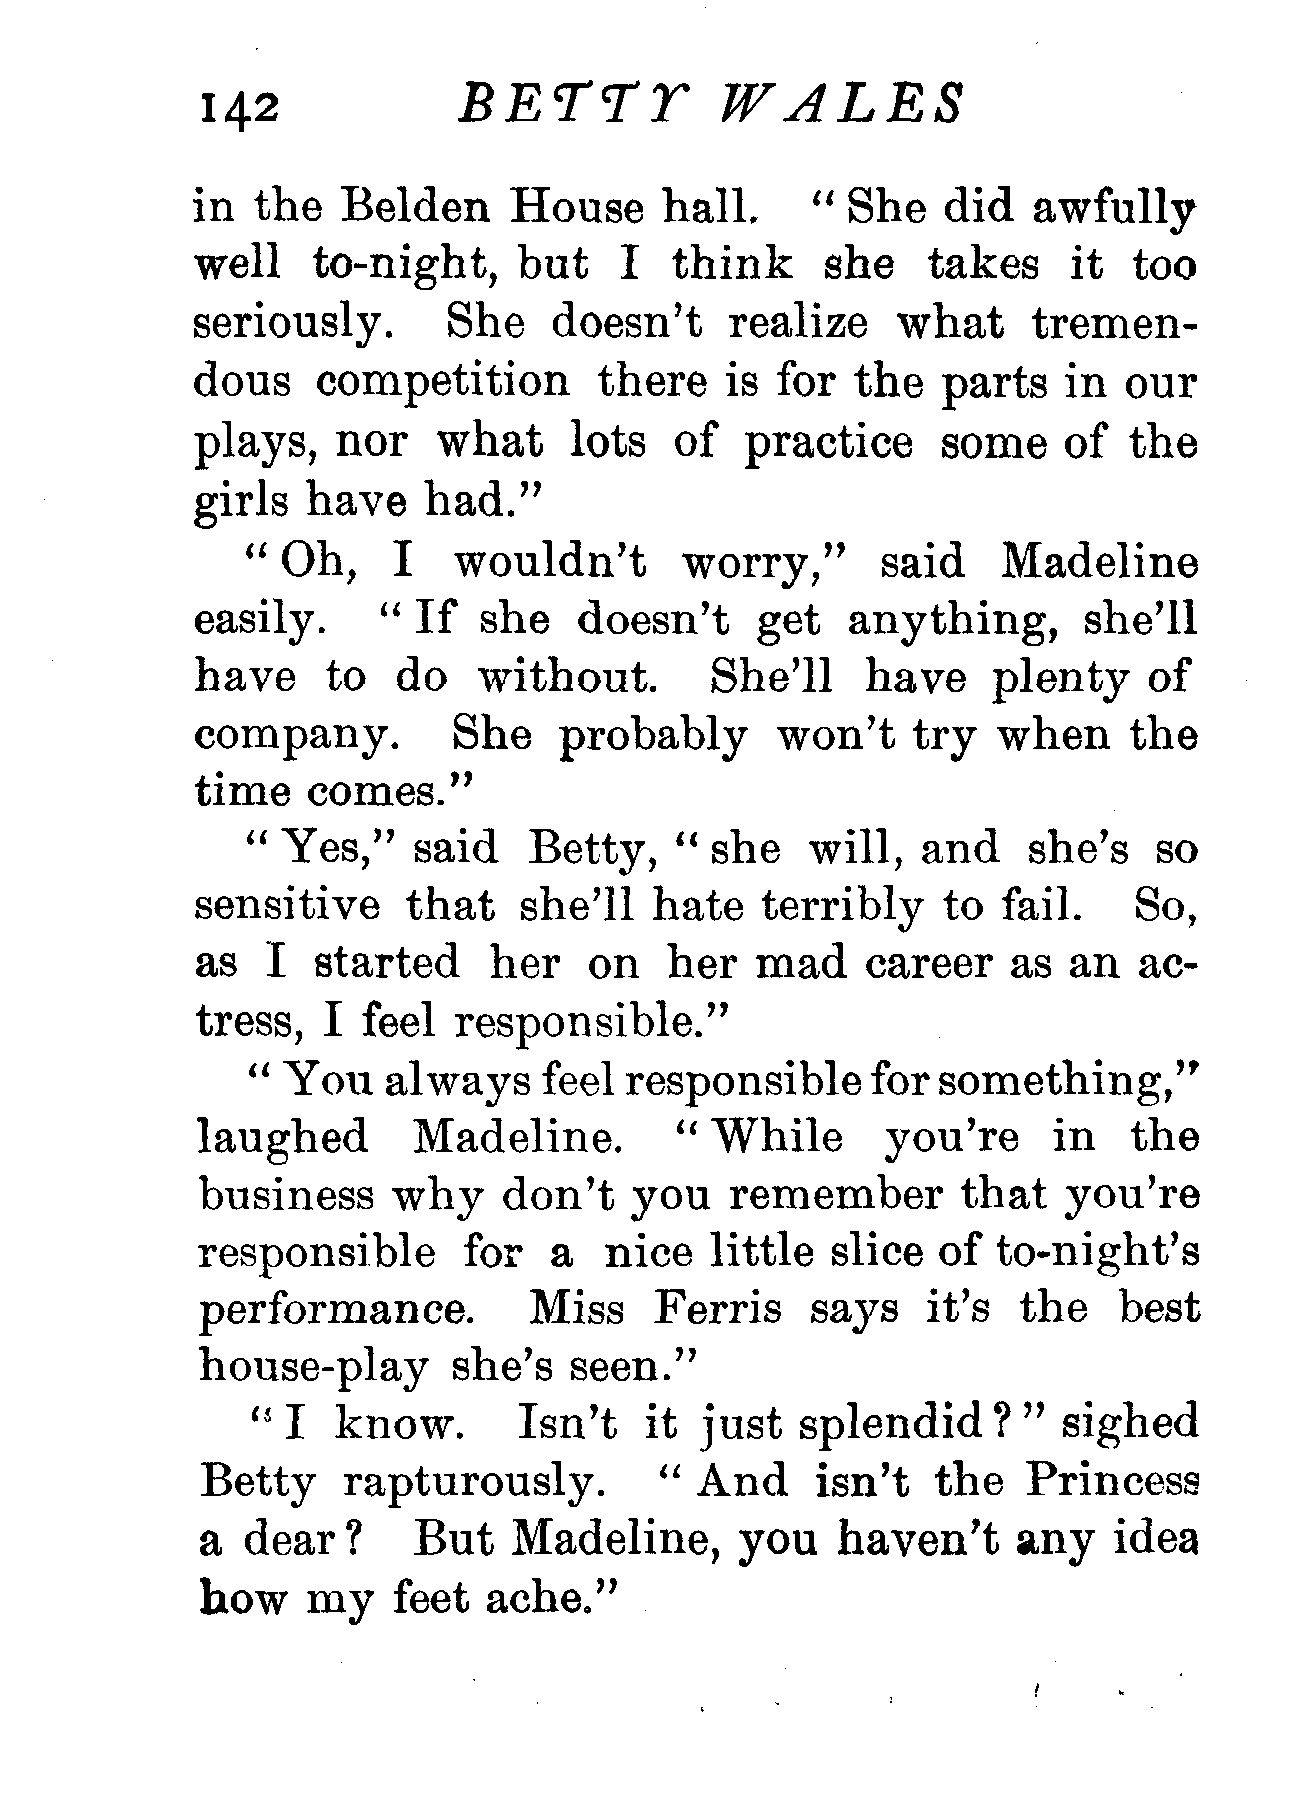 142 BETTY WALES
in the Belden House hall. "She did awfully
well to-night, but I think she takes it too
seriously. She doesn't realize what tremen-
dous competition there is for the parts in our
plays, nor what lots of practice some of the
girls have had."
"Oh, I wouldn't worry," said Madeline
easily. "If she doesn't get anything, she'll
have to do without. She'll have plenty of
company. She probably won't try when the
time comes."
"Yes," said Betty, "she will, and she's so
sensitive that she'll hate terribly to fail. So,
as I started her on her mad career as an ac-
tress, I feel responsible."
"You always feel responsible for something,"
laughed Madeline. "While you're in the
business why don't you remember that you're
responsible for a nice little slice of to-night's
performance. Miss Ferris says it's the best
house-play she's seen."
"I know. Isn't it just splendid?" sighed
Betty rapturously. "And isn't the Princess
a dear? But Madeline, you haven't any idea
how my feet ache."